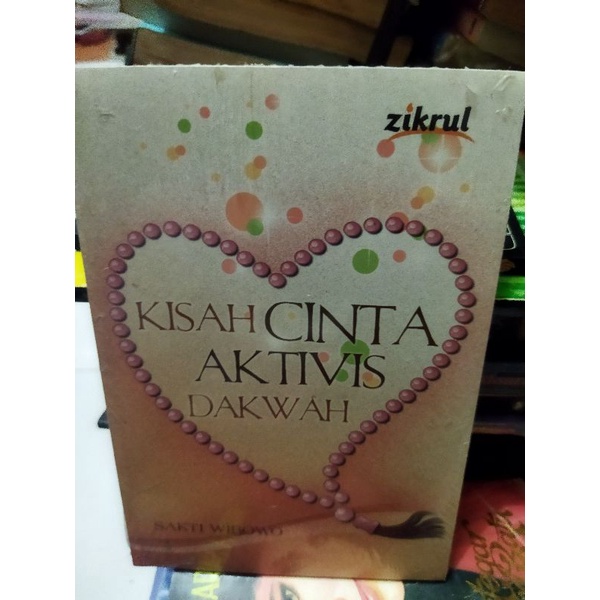 zikrul
KISAH CINTA
AKTIVIS
DAKWAH
SAKTI WIBOWO